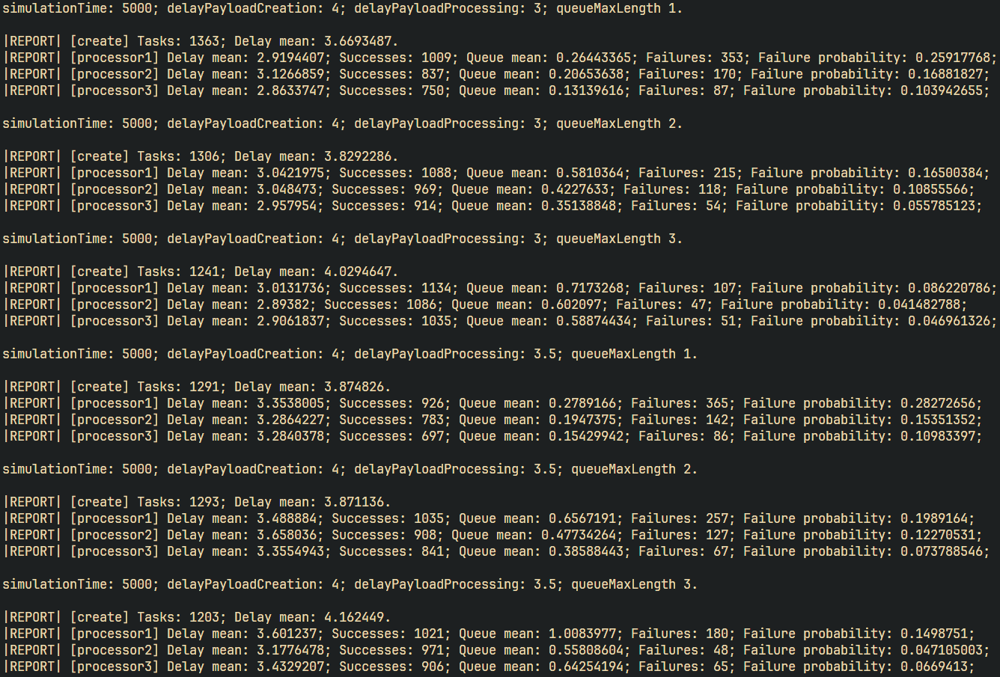 simulationTime: 5000; delayPayloadCreation: 4; delayPayloadProcessing: 3; queueMaxLength 1.
|REPORT| [create] Tasks: 1363; Delay mean: 3.6693487.
|REPORT| [processor1] Delay mean: 2.9194407; Successes: 1009; Queue mean: 0.26443365; Failures: 353; Failure probability: 0.25917768;
|REPORT| [processor2] Delay mean: 3.1266859; Successes: 837; Queue mean: 0.20653638; Failures: 170; Failure probability: 0.16881827;
|REPORT| [processor3] Delay mean: 2.8633747; Successes: 750; Queue mean: 0.13139616; Failures: 87; Failure probability: 0.103942655;
simulationTime: 5000; delayPayloadCreation: 4; delayPayloadProcessing: 3; queueMaxLength 2.
|REPORT| [create] Tasks: 1306; Delay mean: 3.8292286.
|REPORT| [processor1] Delay mean: 3.0421975; Successes: 1088; Queue mean: 0.5810364; Failures: 215; Failure probability: 0.16500384;
|REPORT| [processor2] Delay mean: 3.048473; Successes: 969; Queue mean: 0.4227633; Failures: 118; Failure probability: 0.10855566;
|REPORT| [processor3] Delay mean: 2.957954; Successes: 914; Queue mean: 0.35138848; Failures: 54; Failure probability: 0.055785123;
simulationTime: 5000; delayPayloadCreation: 4; delayPayloadProcessing: 3; queueMaxLength 3.
|REPORT| [create] Tasks: 1241; Delay mean: 4.0294647.
|REPORT| [processor1] Delay mean: 3.0131736; Successes: 1134; Queue mean: 0.7173268; Failures: 107; Failure probability: 0.086220786;
|REPORT| [processor2] Delay mean: 2.89382; Successes: 1086; Queue mean: 0.602097; Failures: 47; Failure probability: 0.041482788;
|REPORT| [processor3] Delay mean: 2.9061837; Successes: 1035; Queue mean: 0.58874434; Failures: 51; Failure probability: 0.046961326;
simulationTime: 5000; delayPayloadCreation: 4; delayPayloadProcessing: 3.5; queueMaxLength 1.
|REPORT| [create] Tasks: 1291; Delay mean: 3.874826.
|REPORT| [processor1] Delay mean: 3.3538005; Successes: 926; Queue mean: 0.2789166; Failures: 365; Failure probability: 0.28272656;
|REPORT| [processor2] Delay mean: 3.2864227; Successes: 783; Queue mean: 0.1947375; Failures: 142; Failure probability: 0.15351352;
|REPORT| [processor3] Delay mean: 3.2840378; Successes: 697; Queue mean: 0.15429942; Failures: 86; Failure probability: 0.10983397;
simulationTime: 5000; delayPayloadCreation: 4; delayPayloadProcessing: 3.5; queueMaxLength 2.
|REPORT| [create] Tasks: 1293; Delay mean: 3.871136.
|REPORT| [processor1] Delay mean: 3.488884; Successes: 1035; Queue mean: 0.6567191; Failures: 257; Failure probability: 0.1989164;
|REPORT| [processor2] Delay mean: 3.658036; Successes: 908; Queue mean: 0.47734264; Failures: 127; Failure probability: 0.12270531;
|REPORT| [processor3] Delay mean: 3.3554943; Successes: 841; Queue mean: 0.38588443; Failures: 67; Failure probability: 0.073788546;
simulationTime: 5000; delayPayloadCreation: 4; delayPayloadProcessing: 3.5; queueMaxLength 3.
|REPORT| [create] Tasks: 1203; Delay mean: 4.162449.
|REPORT| [processor1] Delay mean: 3.601237; Successes: 1021; Queue mean: 1.0083977; Failures: 180; Failure probability: 0.1498751;
|REPORT| [processor2] Delay mean: 3.1776478; Successes: 971; Queue mean: 0.55808604; Failures: 48; Failure probability: 0.047105003;
|REPORT| [processor3] Delay mean: 3.4329207; Successes: 906; Queue mean: 0.64254194; Failures: 65; Failure probability: 0.0669413;